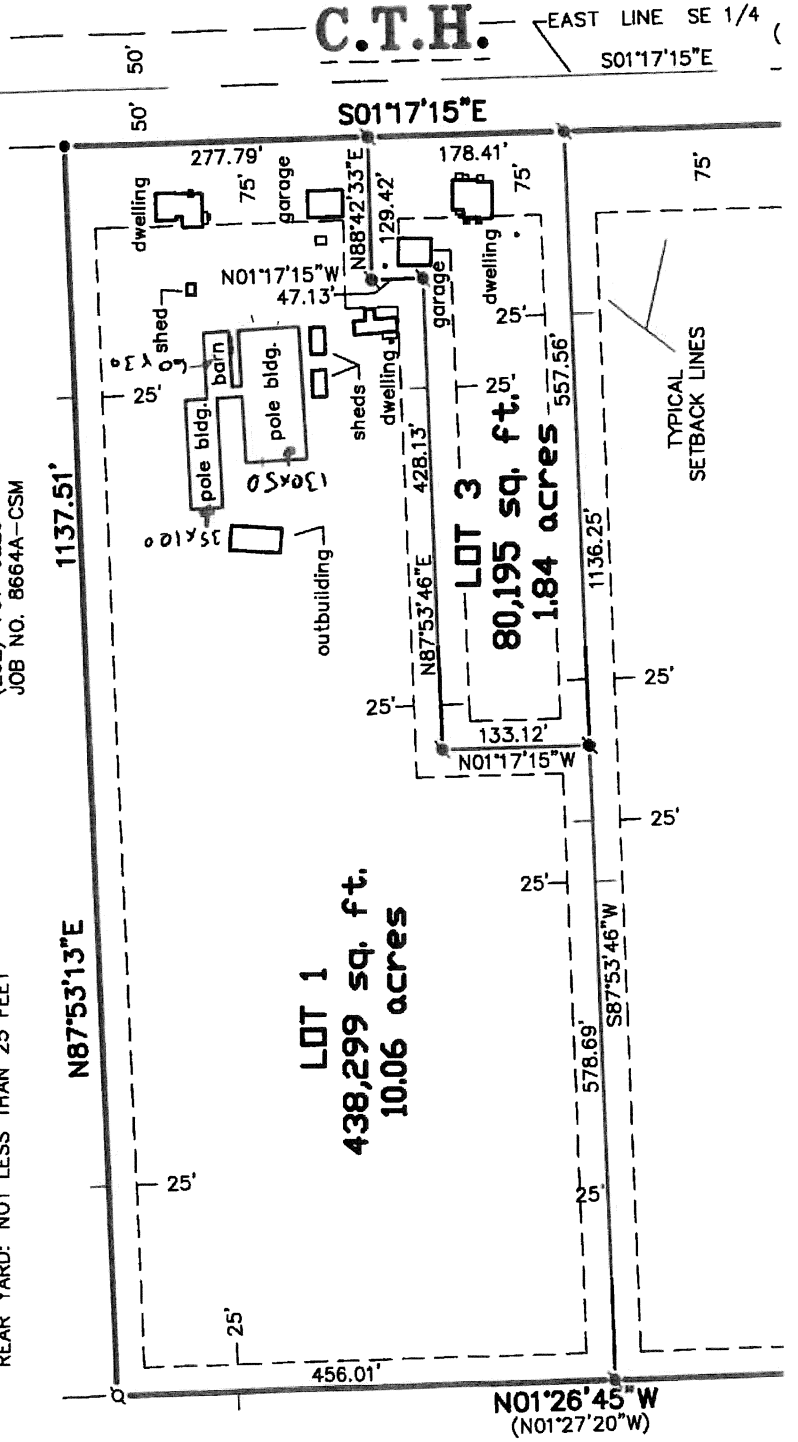 C.T.H.
EAST LINE SE 1/4 (
S01°17'15"E
50'
50'
S01°17'15"E
277.79'
178.41'
75'
75'
75'
dwelling
garage
N88°42'33"E
129.42'
N01°17'15"W
47.13'
garage
dwelling
25'
shed
60 x 30
barn
pole bldg.
pole bldg.
sheds
dwelling
25'
25'
130x50
35x100
outbuilding
428.13'
557.56'
TYPICAL
SETBACK LINES
LOT 3
80,195 sq. ft.
1.84 acres
1137.51'
JOB NO. 8664A-CSM
N87°53'46"E
1136.25'
25'
25'
133.12'
N01°17'15"W
25'
25'
LOT 1
438,299 sq. ft.
10.06 acres
N87°53'13"E
S87°53'46"W
578.69'
25'
25'
25'
REAR YARD: NOT LESS THAN 25 FEET
456.01'
N01°26'45"W
(N01°27'20"W)